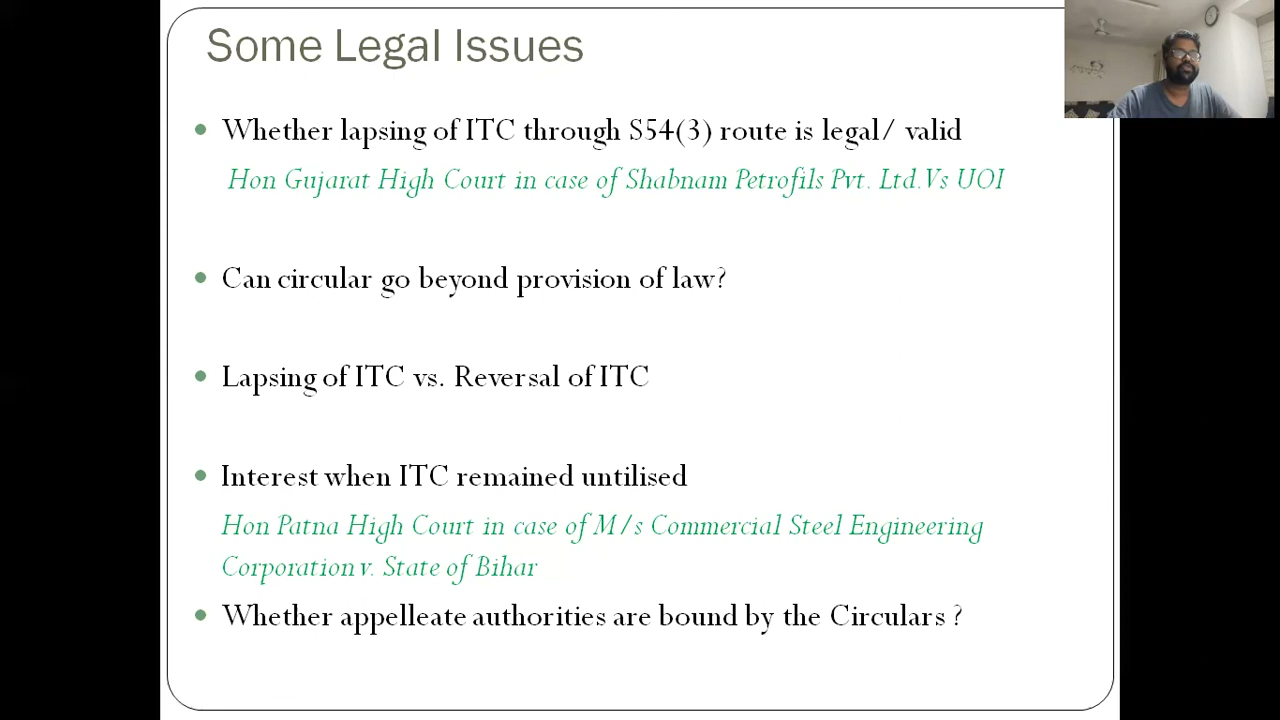 Some Legal Issues
Whether lapsing of ITC through S54(3) route is legal/ valid
Hon Gujarat High Court in case of Shabnam Petrofils Pvt. Ltd.Vs UOI
Can circular go beyond provision of law?
Lapsing of ITC vs. Reversal of ITC
Interest when ITC remained untilised
Hon Patna High Court in case of M/s Commercial Steel Engineering
Corporation v. State of Bihar
Whether appelleate authorities are bound by the Circulars ?